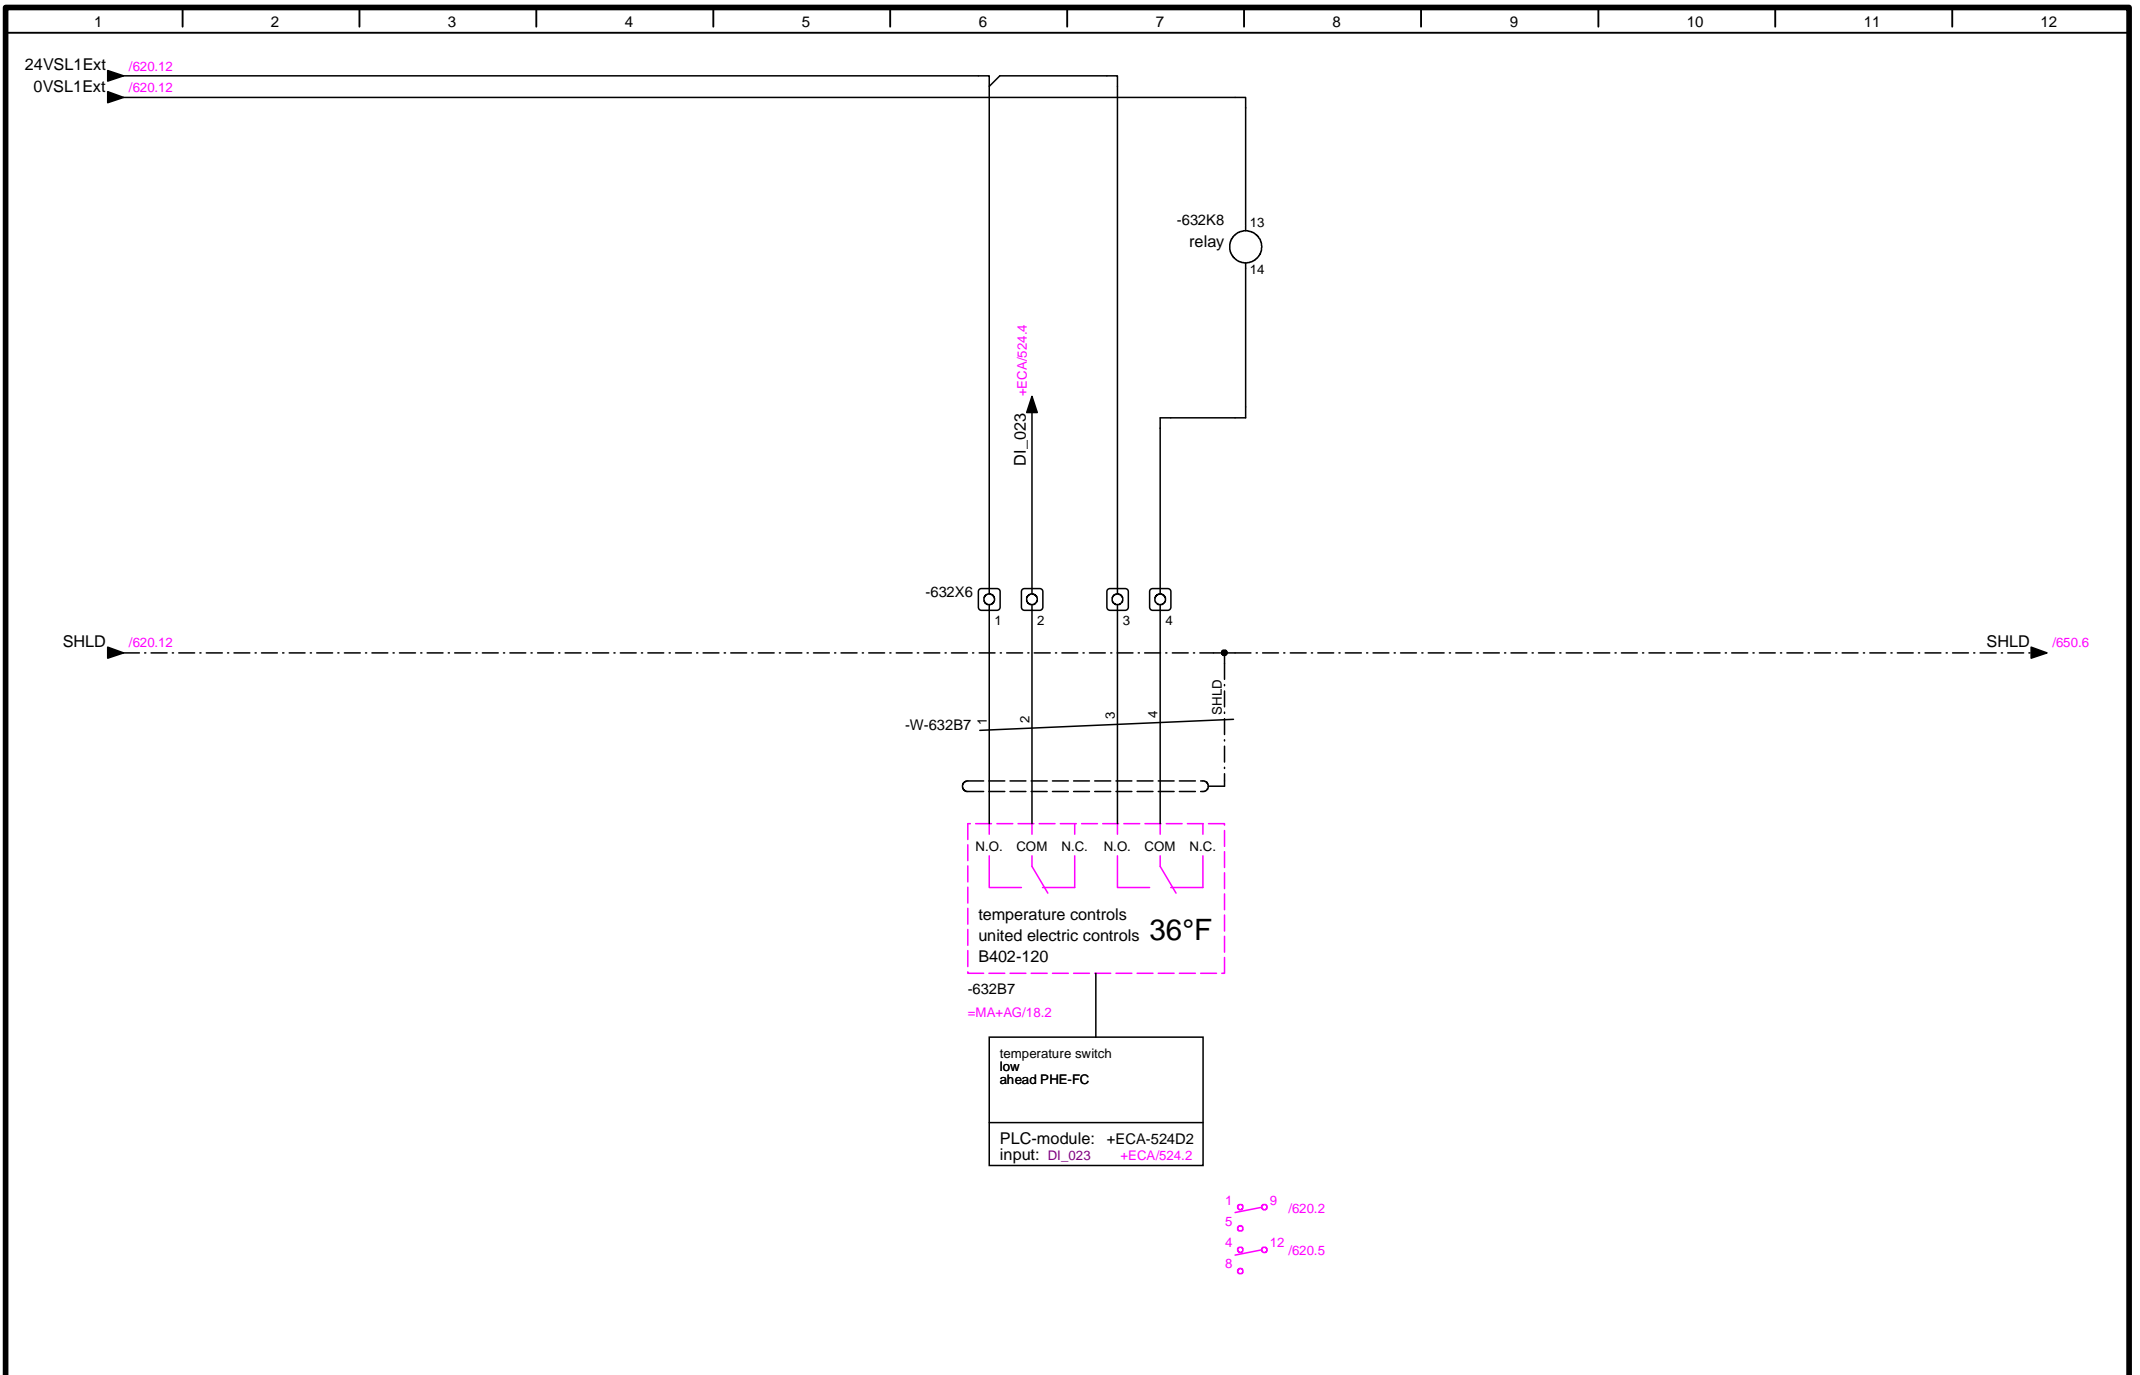 1 2 3 4 5 6 7 8 9 10 11 12
24VSL1Ext /620.12
0VSL1Ext /620.12
-632K8 13
relay
14
+ECA/524.4
DI_023
-632X6
1 2 3 4
SHLD /620.12
SHLD /650.6
SHLD
-W-632B7 1 2 3 4
N.O. COM N.C. N.O. COM N.C.
temperature controls
united electric controls 36°F
B402-120
-632B7
=MA+AG/18.2
temperature switch
low
ahead PHE-FC
PLC-module: +ECA-524D2
input: DI_023 +ECA/524.2
1 9 /620.2
5
4 12 /620.5
8